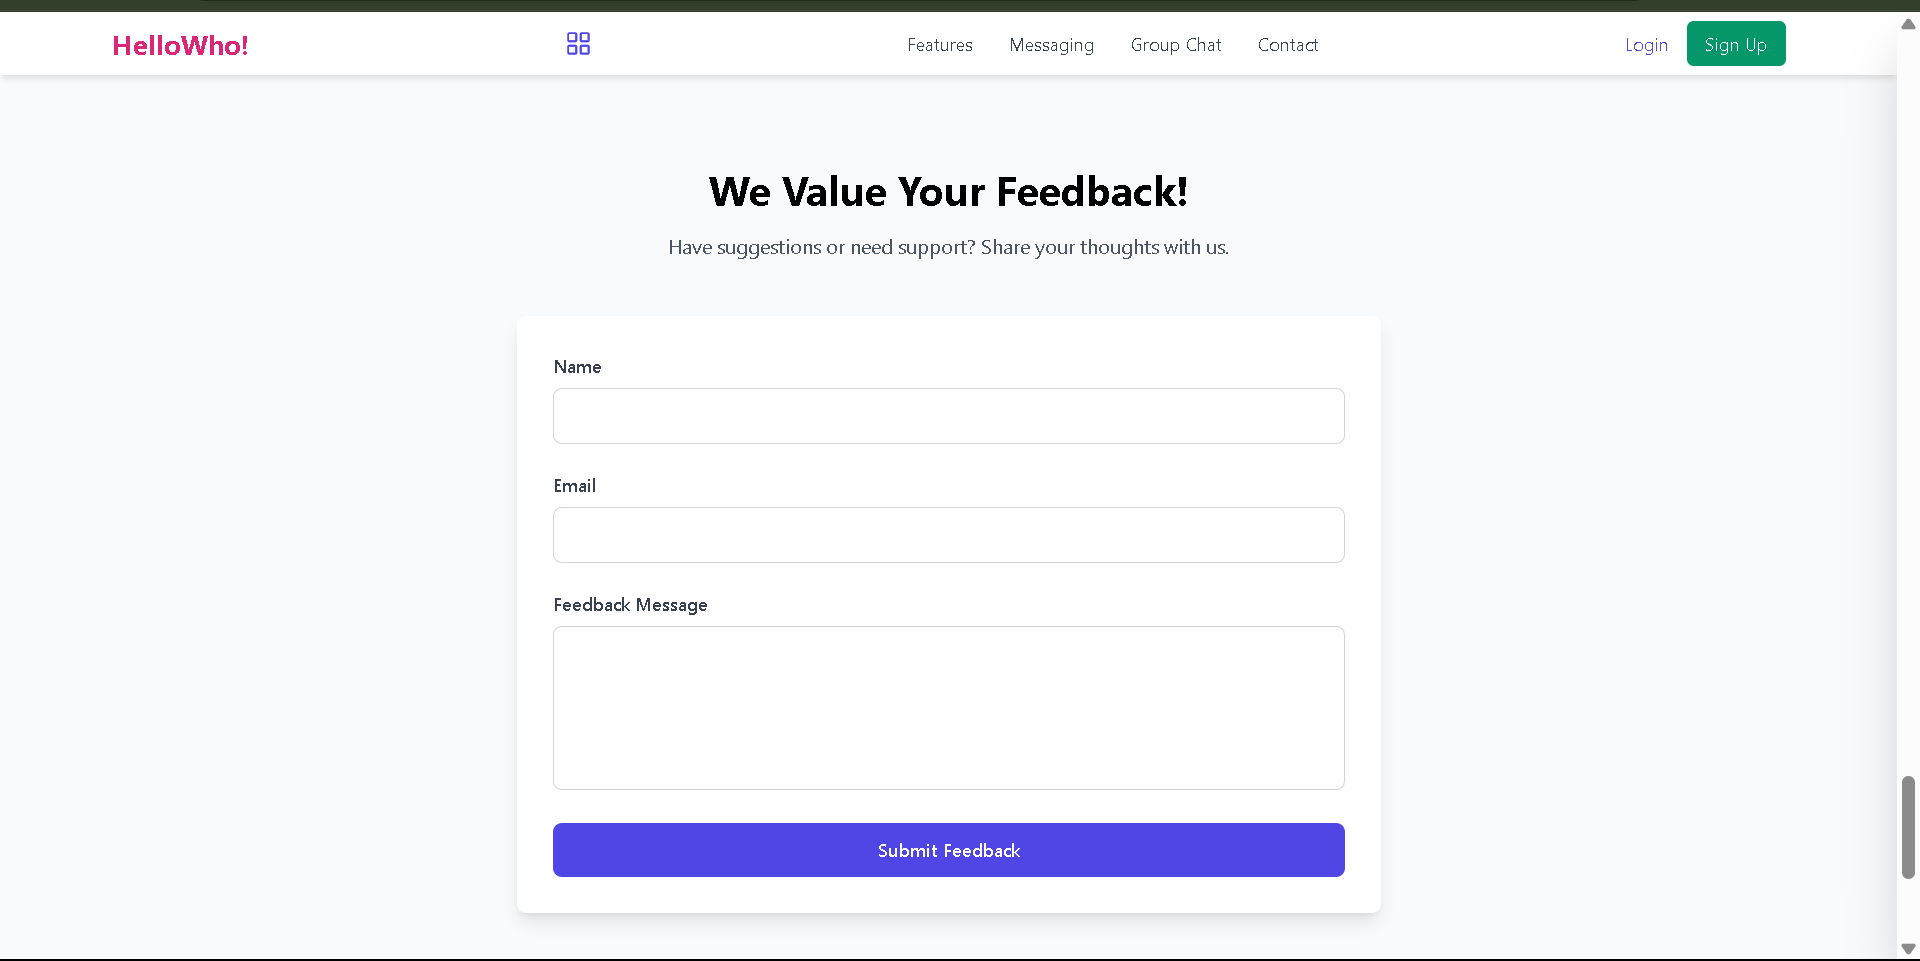 HelloWho!
Features
Messaging
Group Chat
Contact
Login
Sign Up
We Value Your Feedback!
Have suggestions or need support? Share your thoughts with us.
Name
Email
Feedback Message
Submit Feedback